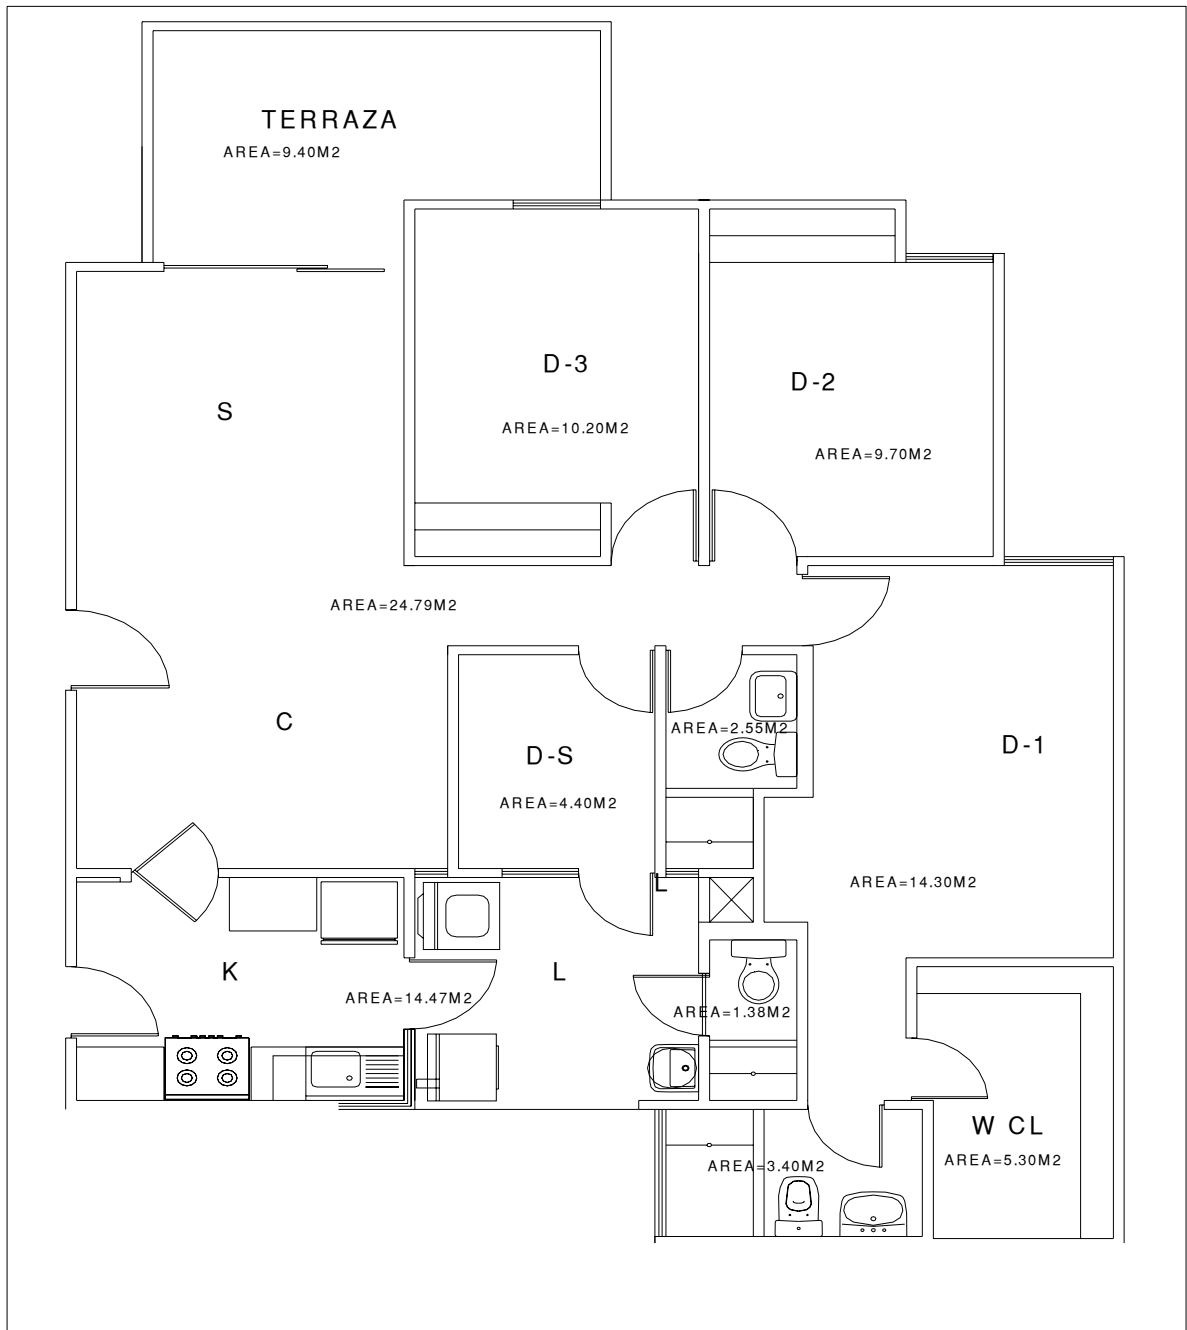 TERRAZA
AREA=9.40M2
D-3
D-2
S
AREA=10.20M2
AREA=9.70M2
AREA=24.79M2
C
AREA=2.55M2
D-1
D-S
AREA=4.40M2
L
AREA=14.30M2
K
L
AREA=14.47M2
AREA=1.38M2
W CL
AREA=5.30M2
AREA=3.40M2